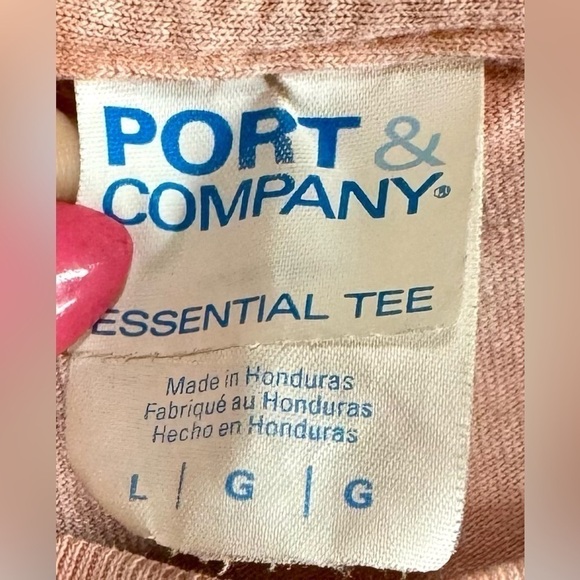 PORT &
COMPANY®
ESSENTIAL TEE
Made in Honduras
Fabriqué au Honduras
Hecho en Honduras
L | G | G